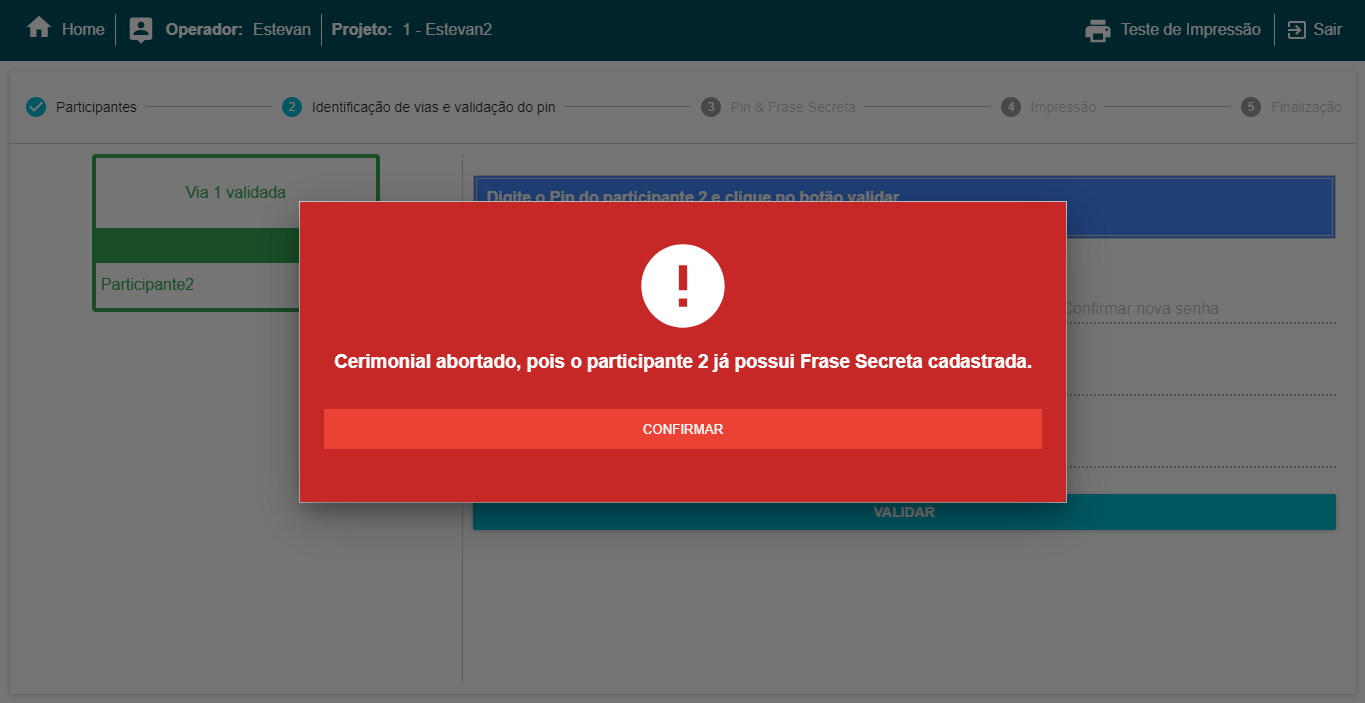 Home
Operador: Estevan
Projeto: 1 - Estevan2
Teste de Impressão
Sair
Participantes
2 Identificação de vias e validação do pin
3 Pin & Frase Secreta
4 Impressão
5 Finalização
Via 1 validada
Participante2
Digite o Pin do participante 2 e clique no botão validar.
Confirmar nova senha
Cerimonial abortado, pois o participante 2 já possui Frase Secreta cadastrada.
CONFIRMAR
VALIDAR